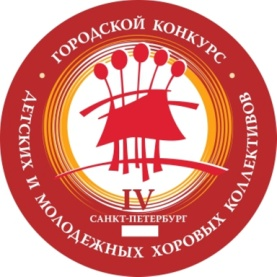 · ГОРОДСКОЙ КОНКУРС ·
ДЕТСКИХ И МОЛОДЕЖНЫХ ХОРОВЫХ КОЛЛЕКТИВОВ
IV
САНКТ-ПЕТЕРБУРГ